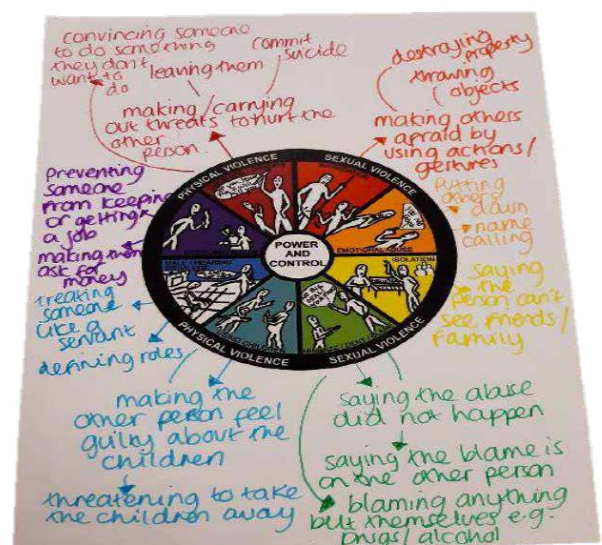 convincing someone
to do something
they don't
want to
do
leaving them
commit
suicide
making/carrying
out threats to hurt the
other
person
destroying
property
throwing
objects
making others
afraid by
using actions/
gestures
Preventing
someone
from keeping
or getting
a job
making them
ask for
money
Putting
others
down
name
calling
saying
the
person can't
see friends/
family
treating
someone
like a
servant
defining roles
PHYSICAL VIOLENCE
SEXUAL VIOLENCE
EMOTIONAL ABUSE
ISOLATION
POWER
AND
CONTROL
PHYSICAL VIOLENCE
SEXUAL VIOLENCE
making the
other person feel
guilty about the
children
threatening to take
the children away
saying the abuse
did not happen
saying the blame is
on the other person
blaming anything
but themselves e.g.
Drugs/alcohol